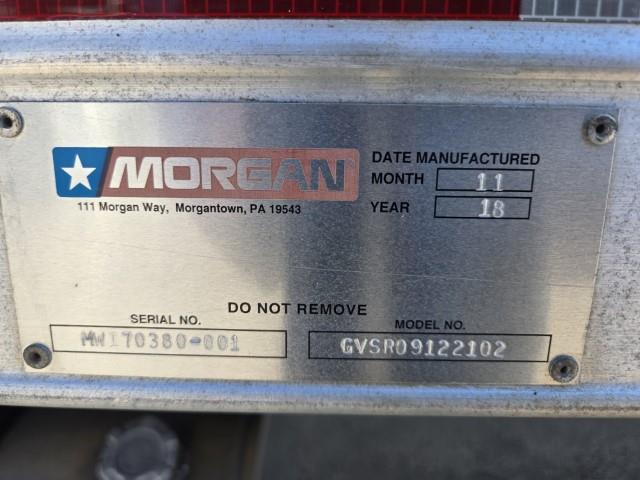 MORGAN
111 Morgan Way, Morgantown, PA 19543
DATE MANUFACTURED
MONTH 11
YEAR 18
DO NOT REMOVE
SERIAL NO.
MWI70380-001
MODEL NO.
GVSR09122102